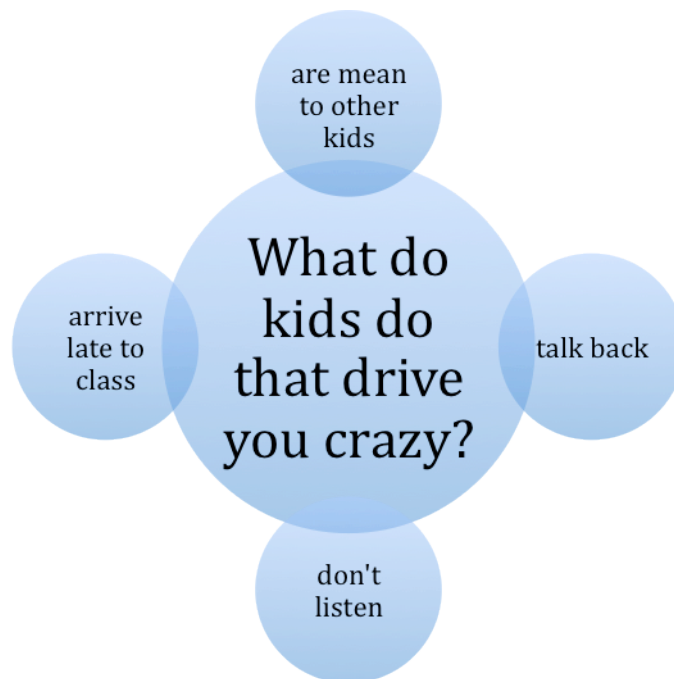 are mean
to other
kids
What do
kids do
that drive
you crazy?
arrive
late to
class
talk back
don't
listen